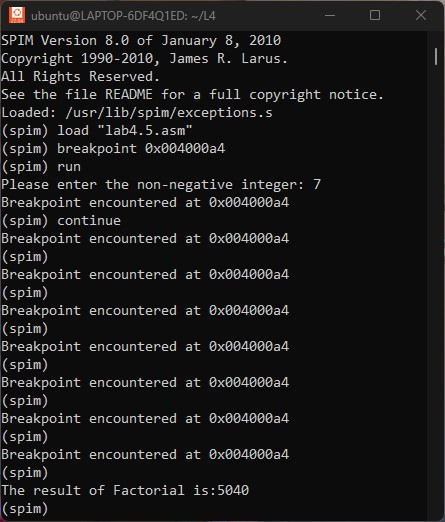 ubuntu@LAPTOP-6DF4Q1ED: ~/L4
SPIM Version 8.0 of January 8, 2010
Copyright 1990-2010, James R. Larus.
All Rights Reserved.
See the file README for a full copyright notice.
Loaded: /usr/lib/spim/exceptions.s
(spim) load "lab4.5.asm"
(spim) breakpoint 0x004000a4
(spim) run
Please enter the non-negative integer: 7
Breakpoint encountered at 0x004000a4
(spim) continue
Breakpoint encountered at 0x004000a4
(spim)
Breakpoint encountered at 0x004000a4
(spim)
Breakpoint encountered at 0x004000a4
(spim)
Breakpoint encountered at 0x004000a4
(spim)
Breakpoint encountered at 0x004000a4
(spim)
Breakpoint encountered at 0x004000a4
(spim)
Breakpoint encountered at 0x004000a4
(spim)
The result of Factorial is:5040
(spim)